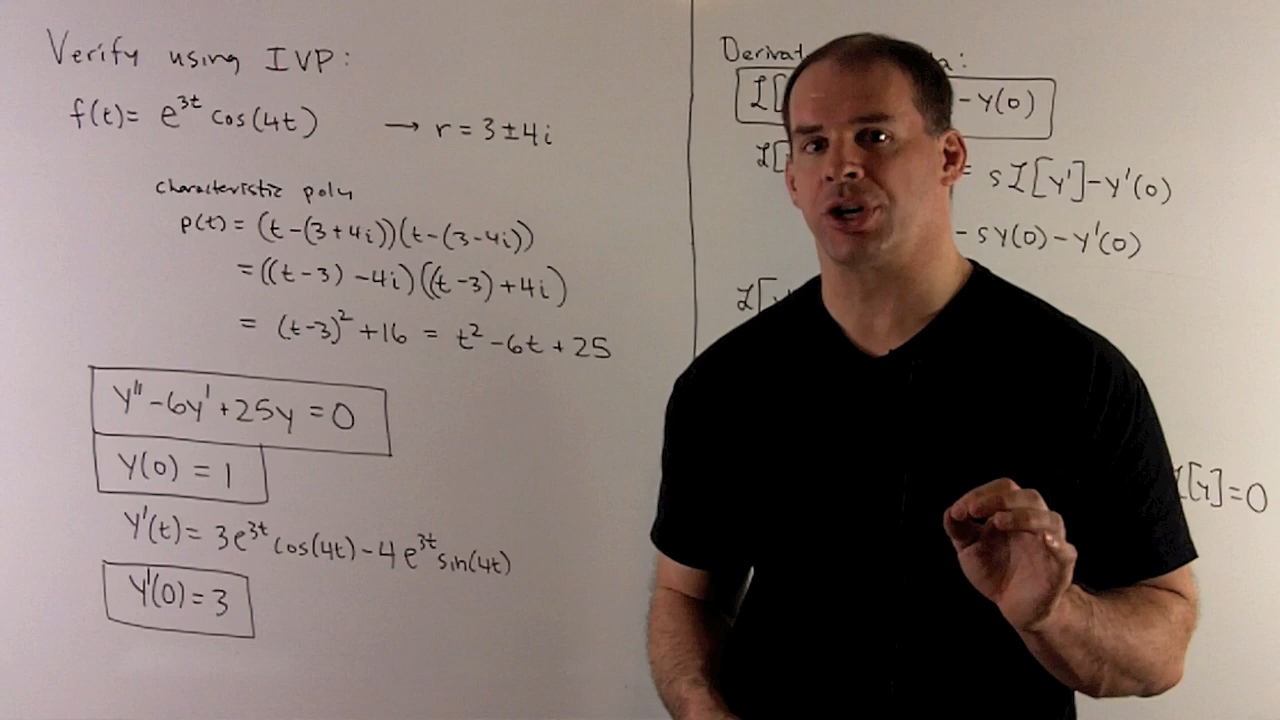 Verify using IVP:
f(t) = e^{3t} cos(4t) → r = 3 ± 4i
characteristic poly
p(t) = (t-(3+4i))(t-(3-4i))
= ((t-3)-4i)((t-3)+4i)
= (t-3)^2 + 16 = t^2 - 6t + 25
y'' - 6y' + 25y = 0
y(0) = 1
y'(t) = 3e^{3t} cos(4t) - 4e^{3t} sin(4t)
y'(0) = 3
- y(0)
= sL[y'] - y'(0)
- sy(0) - y'(0)
L[y] = 0